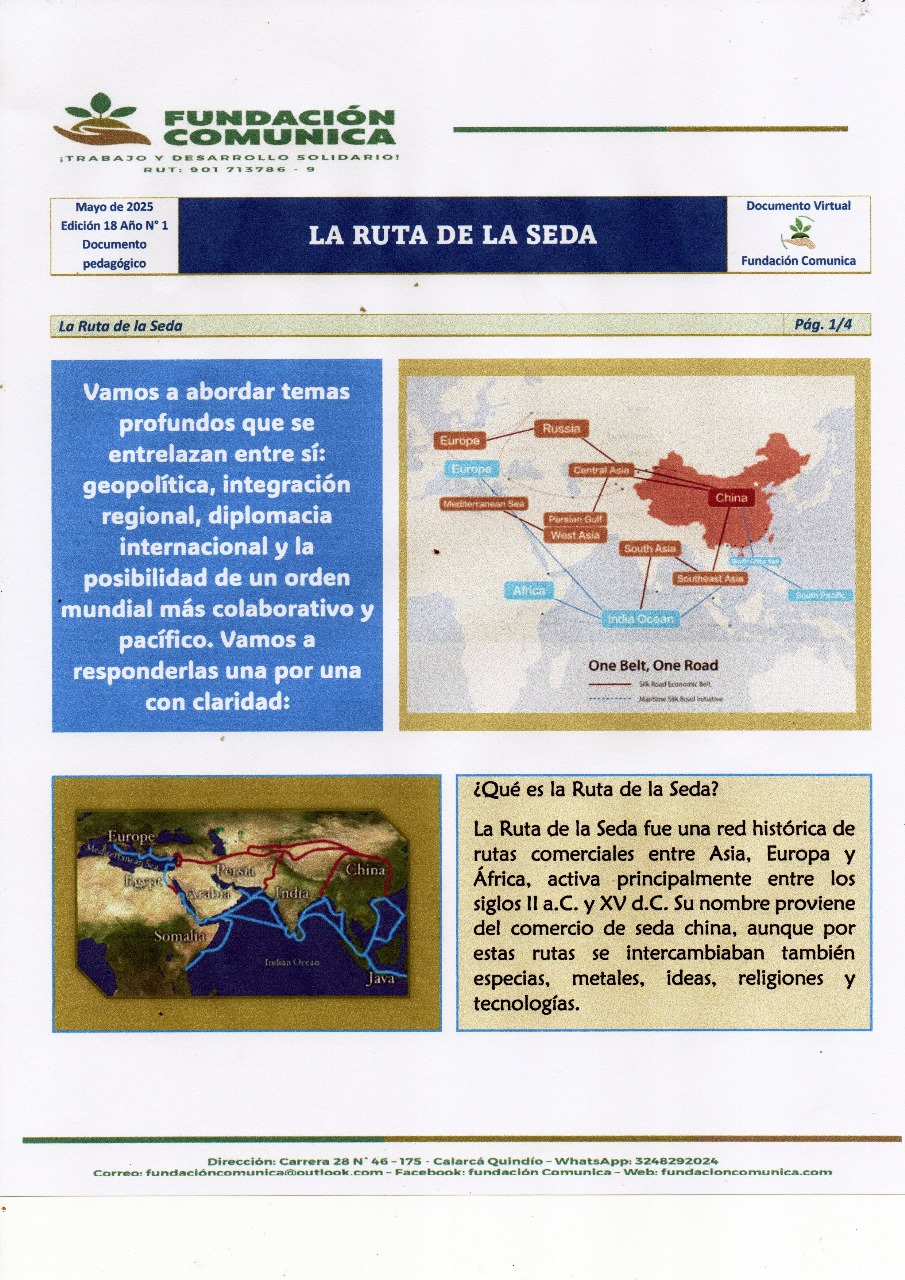 FUNDACIÓN
COMUNICA
¡TRABAJO Y DESARROLLO SOLIDARIO!
RUT: 901 713786 - 9
Mayo de 2025
Edición 18 Año N° 1
Documento
pedagógico
LA RUTA DE LA SEDA
Documento Virtual
Fundación Comunica
La Ruta de la Seda
Pág. 1/4
Vamos a abordar temas
profundos que se
entrelazan entre sí:
geopolítica, integración
regional, diplomacia
internacional y la
posibilidad de un orden
mundial más colaborativo y
pacífico. Vamos a
responderlas una por una
con claridad:
Russia
Europe
Europe
Central Asia
China
Mediterranean Sea
Persian Gulf
West Asia
South Asia
South China Sea
Southeast Asia
Africa
South Pacific
India Ocean
One Belt, One Road
Silk Road Economic Belt
Maritime Silk Road Initiative
Europe
Mediterranean Sea
Egypt
Persia
China
Arabia
India
Somalia
Indian Ocean
Java
¿Qué es la Ruta de la Seda?
La Ruta de la Seda fue una red histórica de
rutas comerciales entre Asia, Europa y
África, activa principalmente entre los
siglos II a.C. y XV d.C. Su nombre proviene
del comercio de seda china, aunque por
estas rutas se intercambiaban también
especias, metales, ideas, religiones y
tecnologías.
Dirección: Carrera 28 N° 46 – 175 - Calarcá Quindío – WhatsApp: 3248292024
Correo: fundacióncomunica@outlook.com – Facebook: fundación Comunica – Web: fundacioncomunica.com